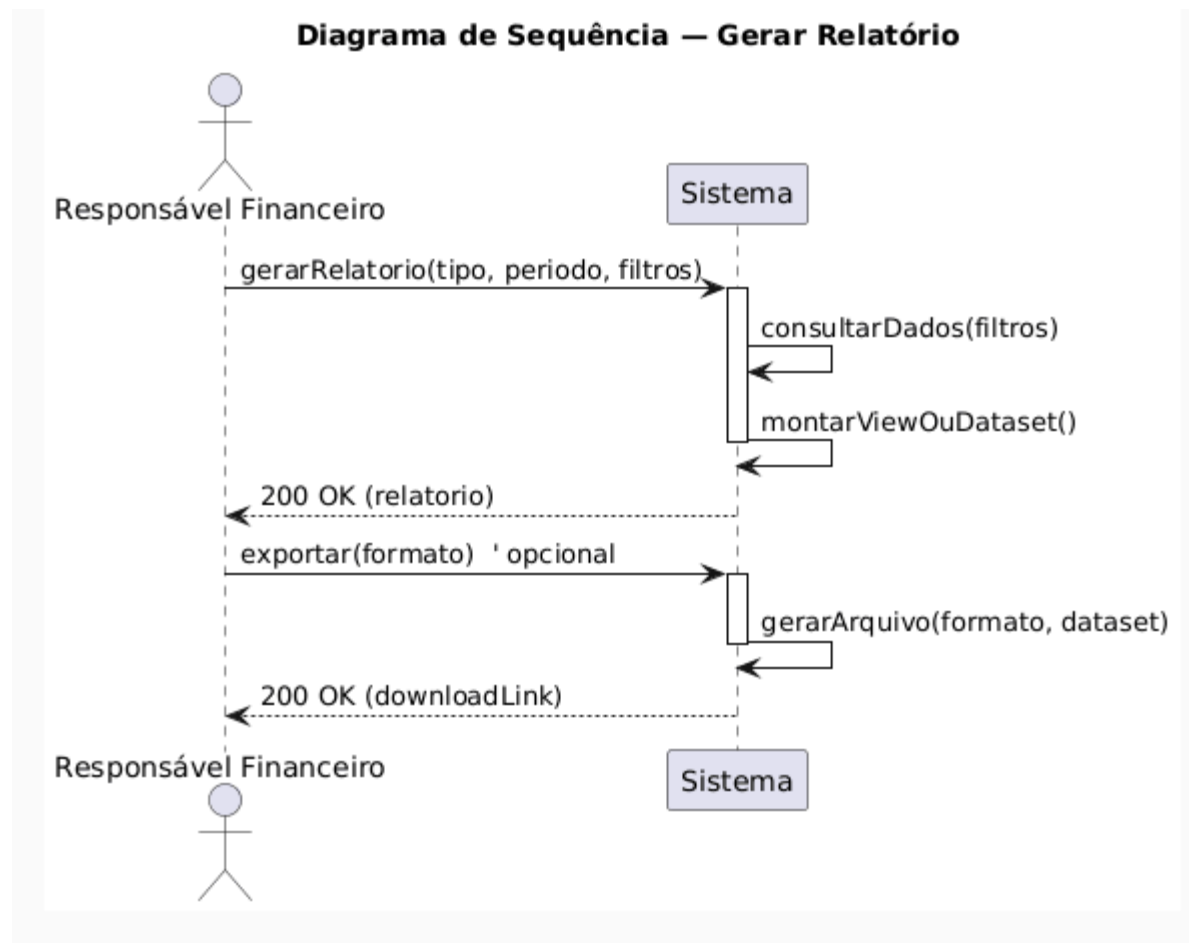 Diagrama de Sequência — Gerar Relatório
Responsável Financeiro
Sistema
gerarRelatorio(tipo, periodo, filtros)
consultarDados(filtros)
montarViewOuDataset()
200 OK (relatorio)
exportar(formato)  ' opcional
gerarArquivo(formato, dataset)
200 OK (downloadLink)
Responsável Financeiro
Sistema